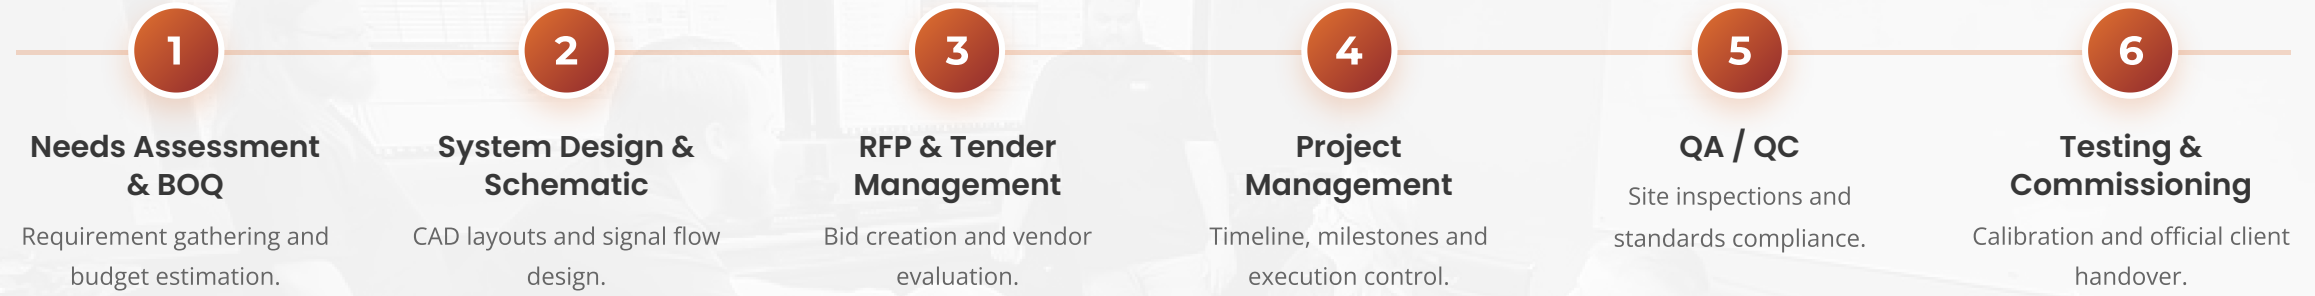 1
Needs Assessment
& BOQ
Requirement gathering and
budget estimation.
2
System Design &
Schematic
CAD layouts and signal flow
design.
3
RFP & Tender
Management
Bid creation and vendor
evaluation.
4
Project
Management
Timeline, milestones and
execution control.
5
QA / QC
Site inspections and
standards compliance.
6
Testing &
Commissioning
Calibration and official client
handover.